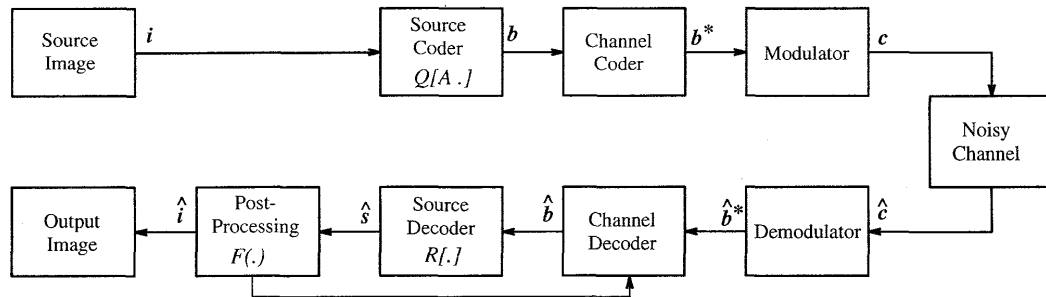 Source
Image
i
Source
Coder
Q[A .]
b
Channel
Coder
b*
Modulator
c
Noisy
Channel
Output
Image
î
Post-
Processing
F(.)
ŝ
Source
Decoder
R[.]
b̂
Channel
Decoder
b̂*
Demodulator
ĉ